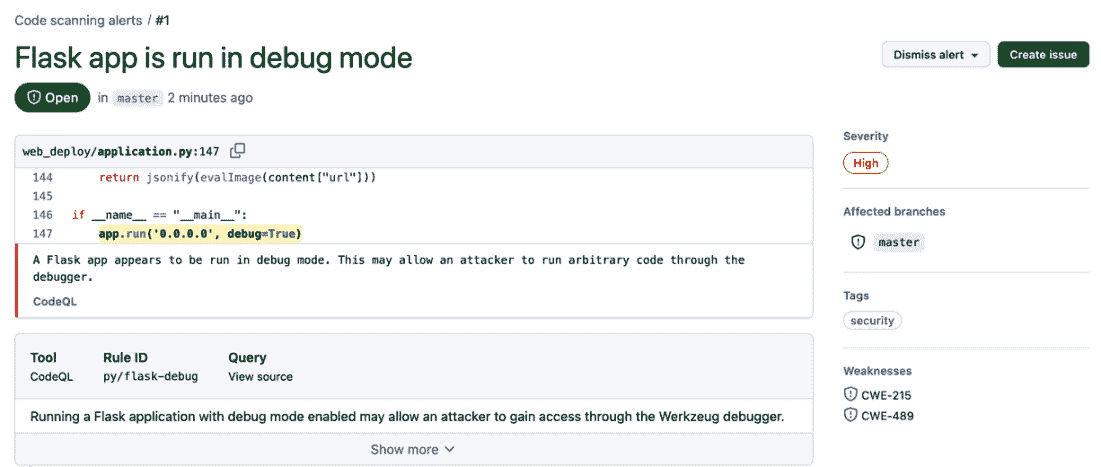 Code scanning alerts / #1
Flask app is run in debug mode
Dismiss alert
Create issue
Open in master 2 minutes ago
web_deploy/application.py:147
144 return jsonify(evalImage(content["url"]))
145
146 if __name__ == "__main__":
147 app.run('0.0.0.0', debug=True)
A Flask app appears to be run in debug mode. This may allow an attacker to run arbitrary code through the
debugger.
CodeQL
Tool Rule ID Query
CodeQL py/flask-debug View source
Running a Flask application with debug mode enabled may allow an attacker to gain access through the Werkzeug debugger.
Show more
Severity
High
Affected branches
master
Tags
security
Weaknesses
CWE-215
CWE-489